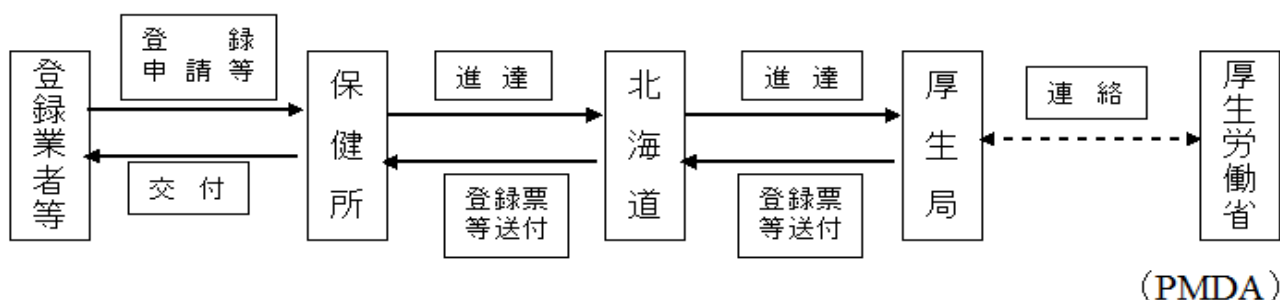 登録業者等
登　録
申請等
交付
保健所
進達
登録票
等送付
北海道
進達
登録票
等送付
厚生局
連絡
厚生労働省
（PMDA）